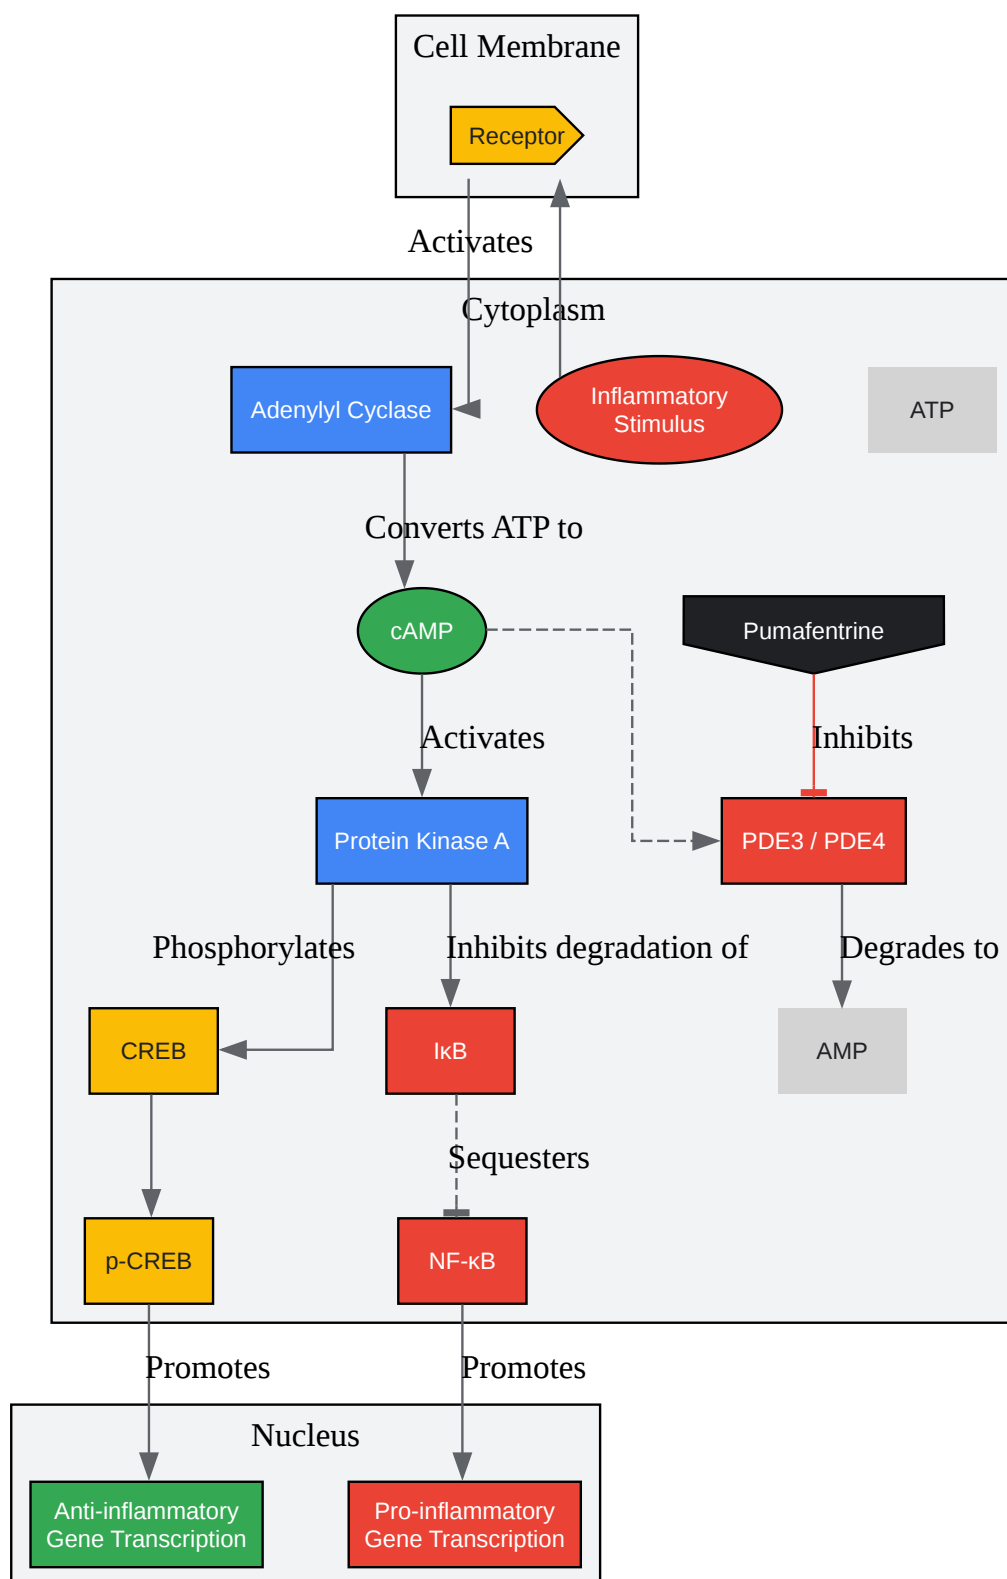 Cell Membrane
Receptor
Activates
Cytoplasm
Adenylyl Cyclase
Inflammatory
Stimulus
ATP
Converts ATP to
cAMP
Pumafentrine
Activates
Inhibits
Protein Kinase A
PDE3 / PDE4
Phosphorylates
Inhibits degradation of
Degrades to
CREB
IκB
AMP
Sequesters
p-CREB
NF-κB
Promotes
Promotes
Nucleus
Anti-inflammatory
Gene Transcription
Pro-inflammatory
Gene Transcription